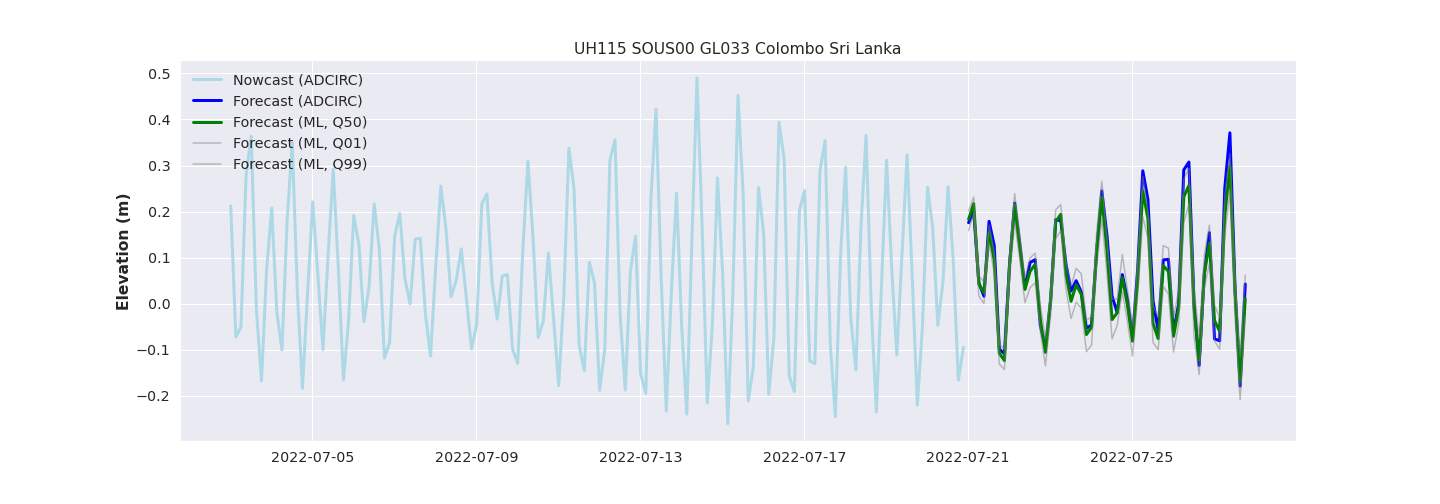 UH115 SOUS00 GL033 Colombo Sri Lanka
Elevation (m)
0.5
0.4
0.3
0.2
0.1
0.0
−0.1
−0.2
Nowcast (ADCIRC)
Forecast (ADCIRC)
Forecast (ML, Q50)
Forecast (ML, Q01)
Forecast (ML, Q99)
2022-07-05 2022-07-09 2022-07-13 2022-07-17 2022-07-21 2022-07-25